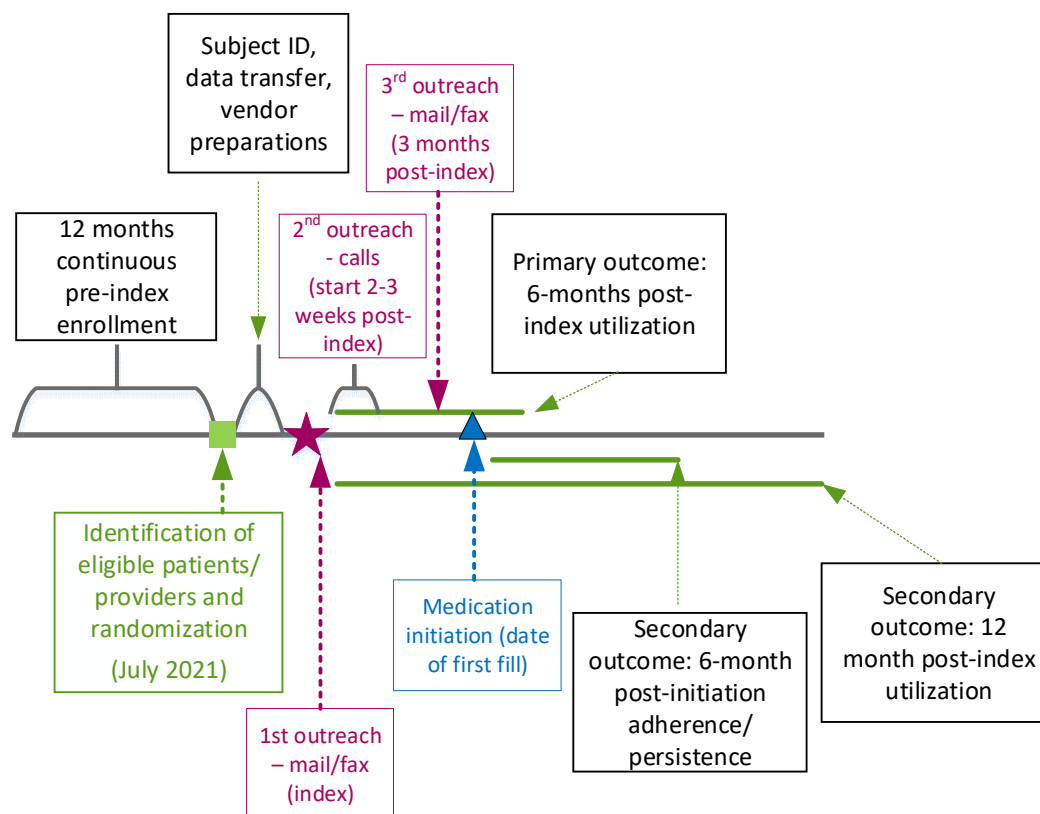 Subject ID,
data transfer,
vendor
preparations
3rd outreach
– mail/fax
(3 months
post-index)
12 months
continuous
pre-index
enrollment
2nd outreach
- calls
(start 2-3
weeks post-
index)
Primary outcome:
6-months post-
index utilization
Identification of
eligible patients/
providers and
randomization
(July 2021)
1st outreach
– mail/fax
(index)
Medication
initiation (date
of first fill)
Secondary
outcome: 6-month
post-initiation
adherence/
persistence
Secondary
outcome: 12
month post-index
utilization